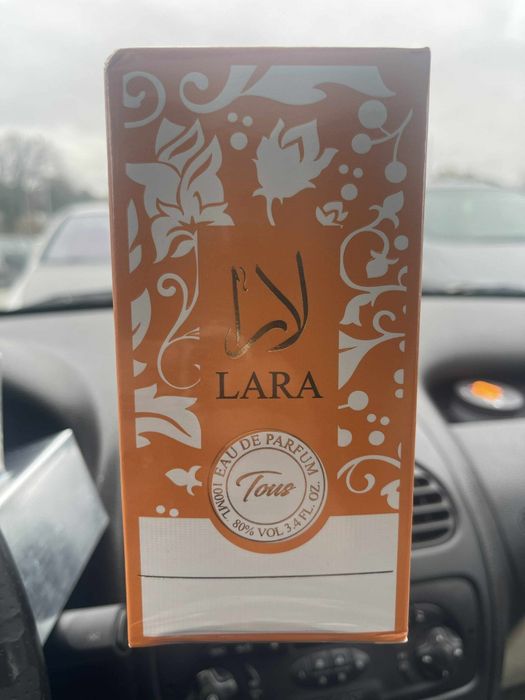 لارا
LARA
EAU DE PARFUM
Tous
100ML 80% VOL 3.4 FL. OZ.